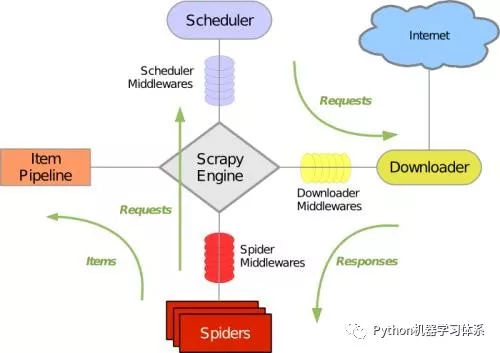 Scheduler
Internet
Scheduler
Middlewares
Requests
Item
Pipeline
Scrapy
Engine
Downloader
Downloader
Middlewares
Requests
Items
Spider
Middlewares
Responses
Spiders
Python机器学习体系